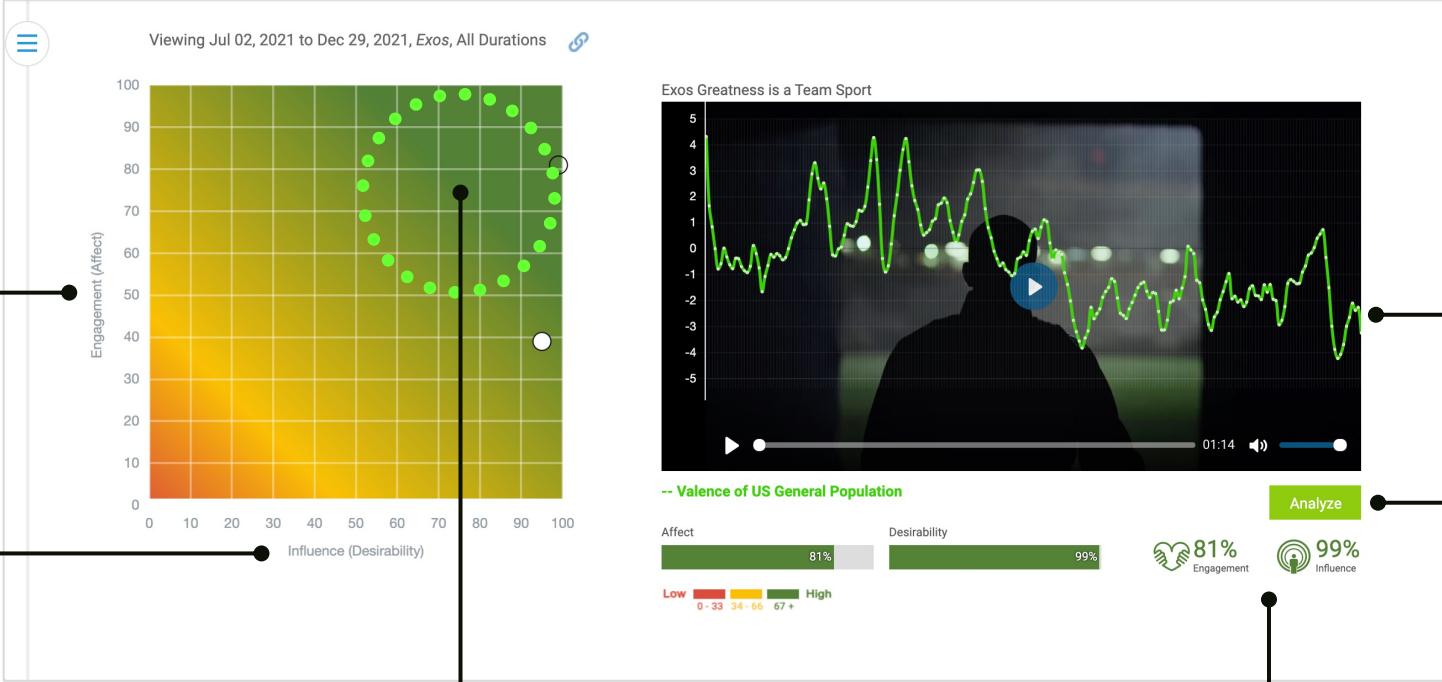 Viewing Jul 02, 2021 to Dec 29, 2021, Exos, All Durations
100
90
80
70
60
50
40
30
20
10
0
Engagement (Affect)
0 10 20 30 40 50 60 70 80 90 100
Influence (Desirability)
Exos Greatness is a Team Sport
5
4
3
2
1
0
-1
-2
-3
-4
-5
01:14
-- Valence of US General Population
Analyze
Affect
81%
Desirability
99%
81%
Engagement
99%
Influence
Low High
0 - 33 34 - 66 67 +